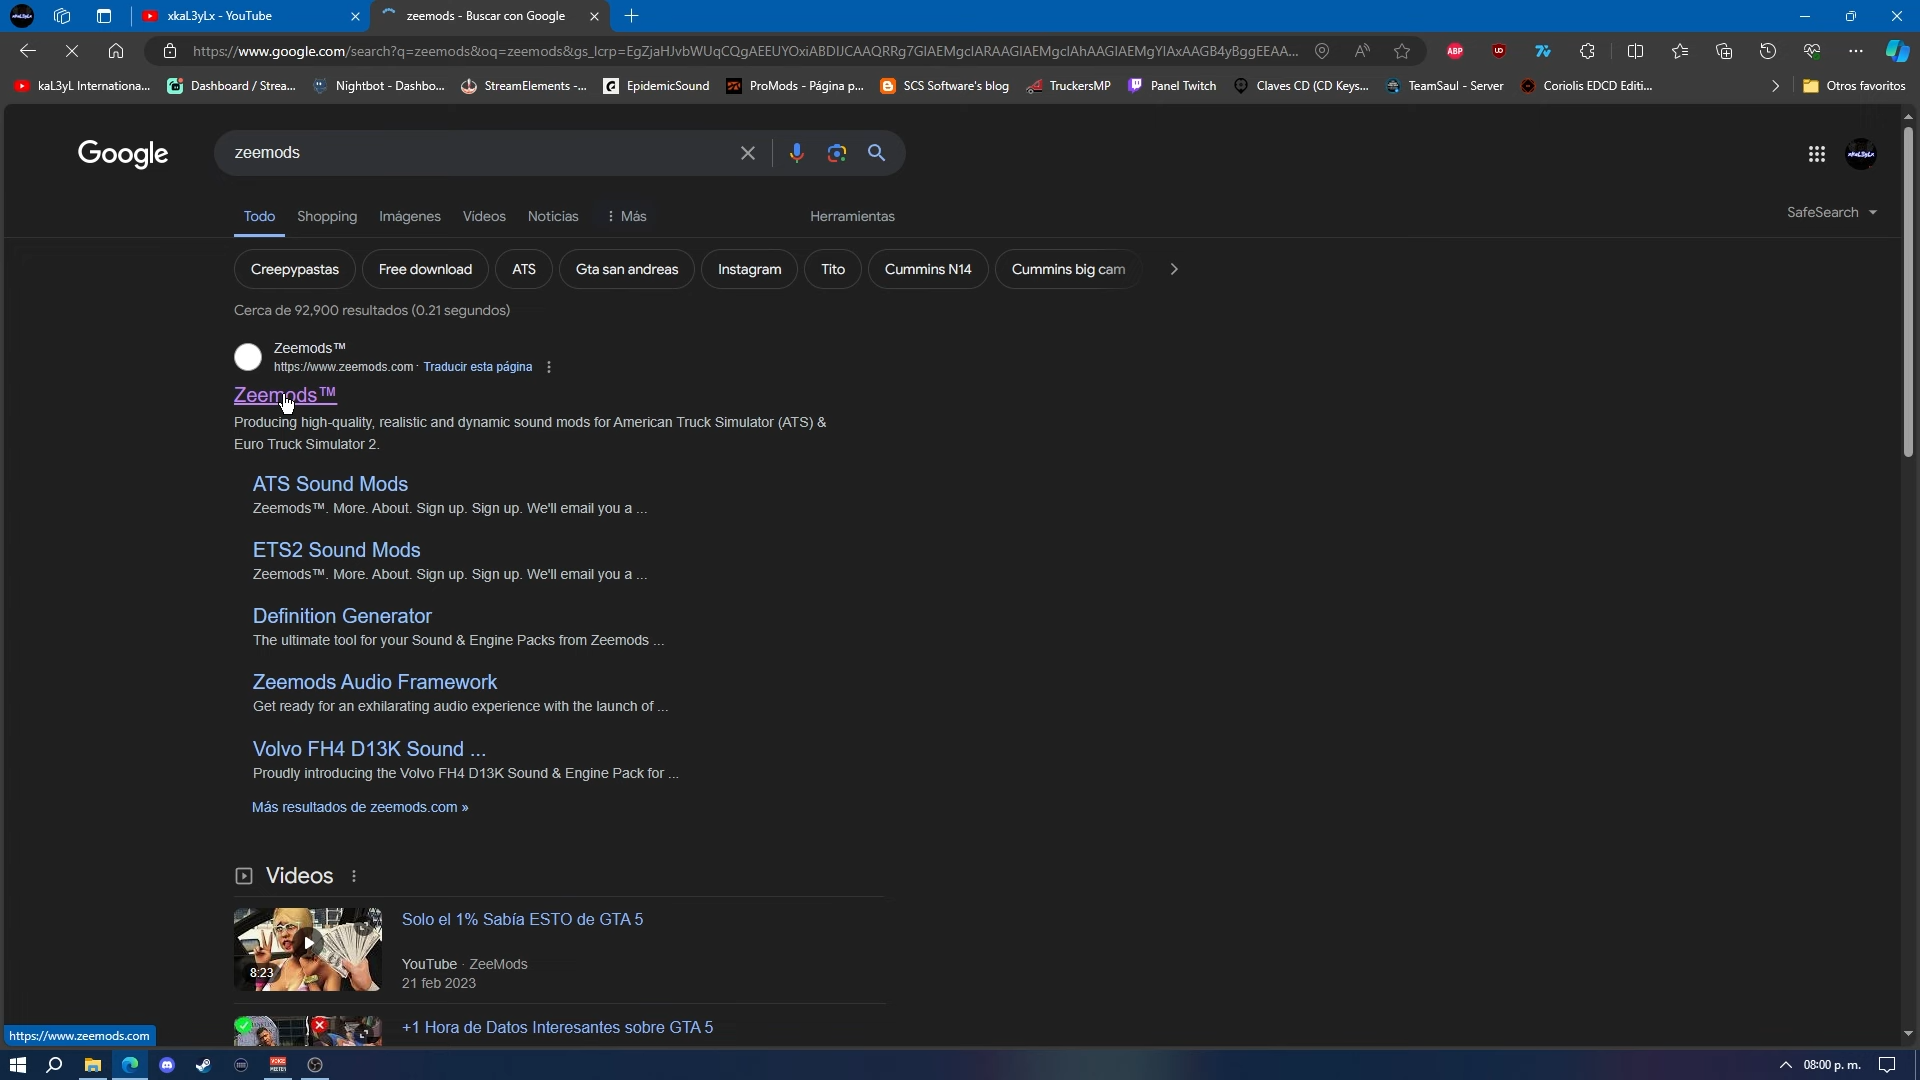 xkaL3yLx - YouTube
zeemods - Buscar con Google
https://www.google.com/search?q=zeemods&oq=zeemods&gs_lcrp=EgZjaHJvbWUqCQgAEEUYOxiABDIJCAAQRRg7GIAEMgcIARAAGIAEMgcIAhAAGIAEMgYIAxAAGB4yBggEEAA...
ABP
kaL3yL Internationa...
Dashboard / Strea...
Nightbot - Dashbo...
StreamElements -...
EpidemicSound
ProMods - Página p...
SCS Software's blog
TruckersMP
Panel Twitch
Claves CD (CD Keys...
TeamSaul - Server
Coriolis EDCD Editi...
Otros favoritos
Google
zeemods
Todo
Shopping
Imágenes
Videos
Noticias
Más
Herramientas
SafeSearch
Creepypastas
Free download
ATS
Gta san andreas
Instagram
Tito
Cummins N14
Cummins big cam
Cerca de 92,900 resultados (0.21 segundos)
Zeemods™
https://www.zeemods.com · Traducir esta página
Zeemods™
Producing high-quality, realistic and dynamic sound mods for American Truck Simulator (ATS) &
Euro Truck Simulator 2.
ATS Sound Mods
Zeemods™. More. About. Sign up. Sign up. We'll email you a ...
ETS2 Sound Mods
Zeemods™. More. About. Sign up. Sign up. We'll email you a ...
Definition Generator
The ultimate tool for your Sound & Engine Packs from Zeemods ...
Zeemods Audio Framework
Get ready for an exhilarating audio experience with the launch of ...
Volvo FH4 D13K Sound ...
Proudly introducing the Volvo FH4 D13K Sound & Engine Pack for ...
Más resultados de zeemods.com »
Videos
8:23
Solo el 1% Sabía ESTO de GTA 5
YouTube · ZeeMods
21 feb 2023
+1 Hora de Datos Interesantes sobre GTA 5
https://www.zeemods.com
08:00 p. m.